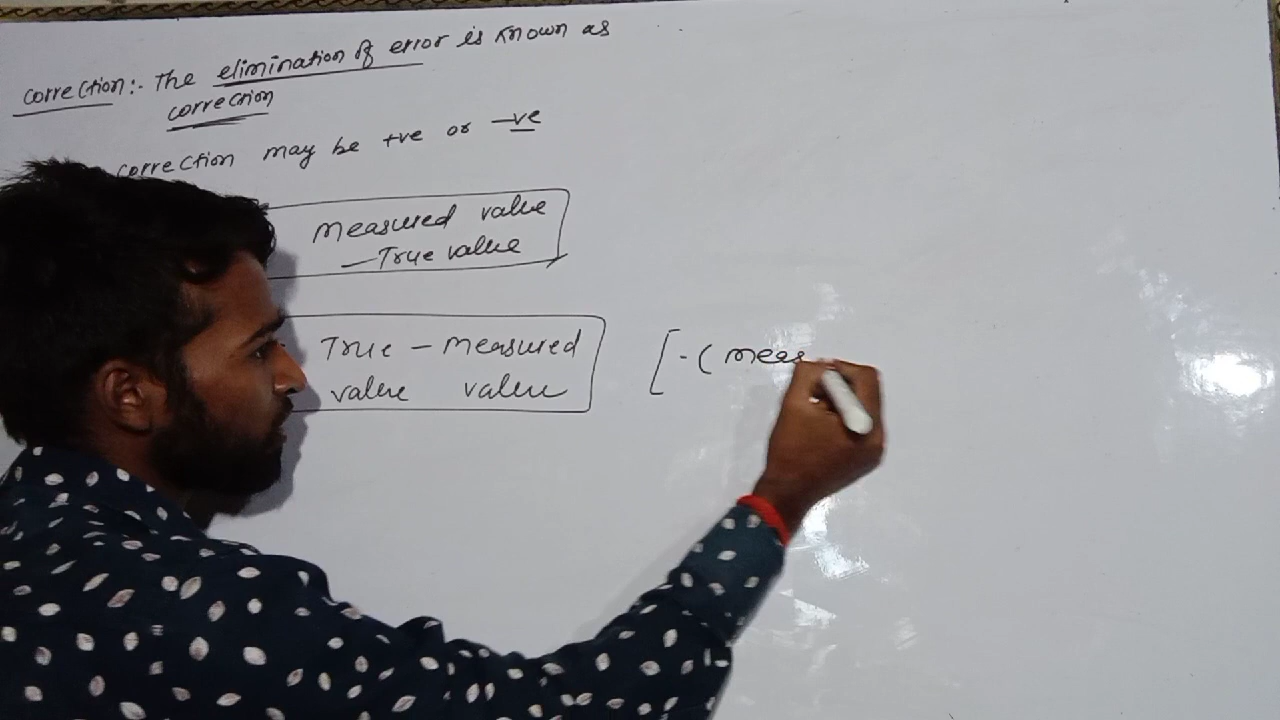 correction:- The elimination of error is known as
correction
correction may be +ve or -ve
measured value
- True value
True - measured
value value
[-( meas